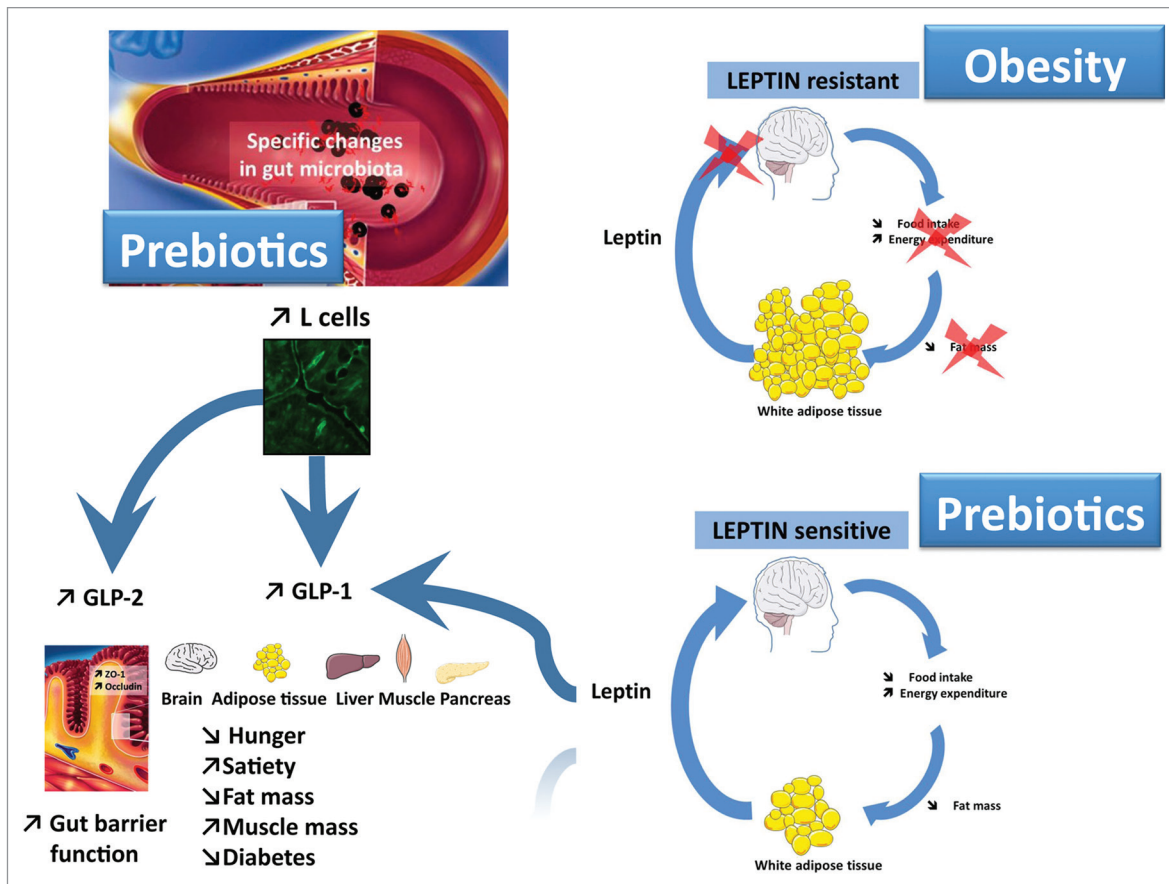 Specific changes
in gut microbiota
Prebiotics
↗ L cells
↗ GLP-2
↗ GLP-1
↗ ZO-1
↗ Occludin
Brain Adipose tissue Liver Muscle Pancreas
↘ Hunger
↗ Satiety
↘ Fat mass
↗ Muscle mass
↘ Diabetes
↗ Gut barrier
function
Obesity
LEPTIN resistant
Leptin
↘ Food intake
↗ Energy expenditure
↘ Fat mass
White adipose tissue
Prebiotics
LEPTIN sensitive
Leptin
↘ Food intake
↗ Energy expenditure
↘ Fat mass
White adipose tissue